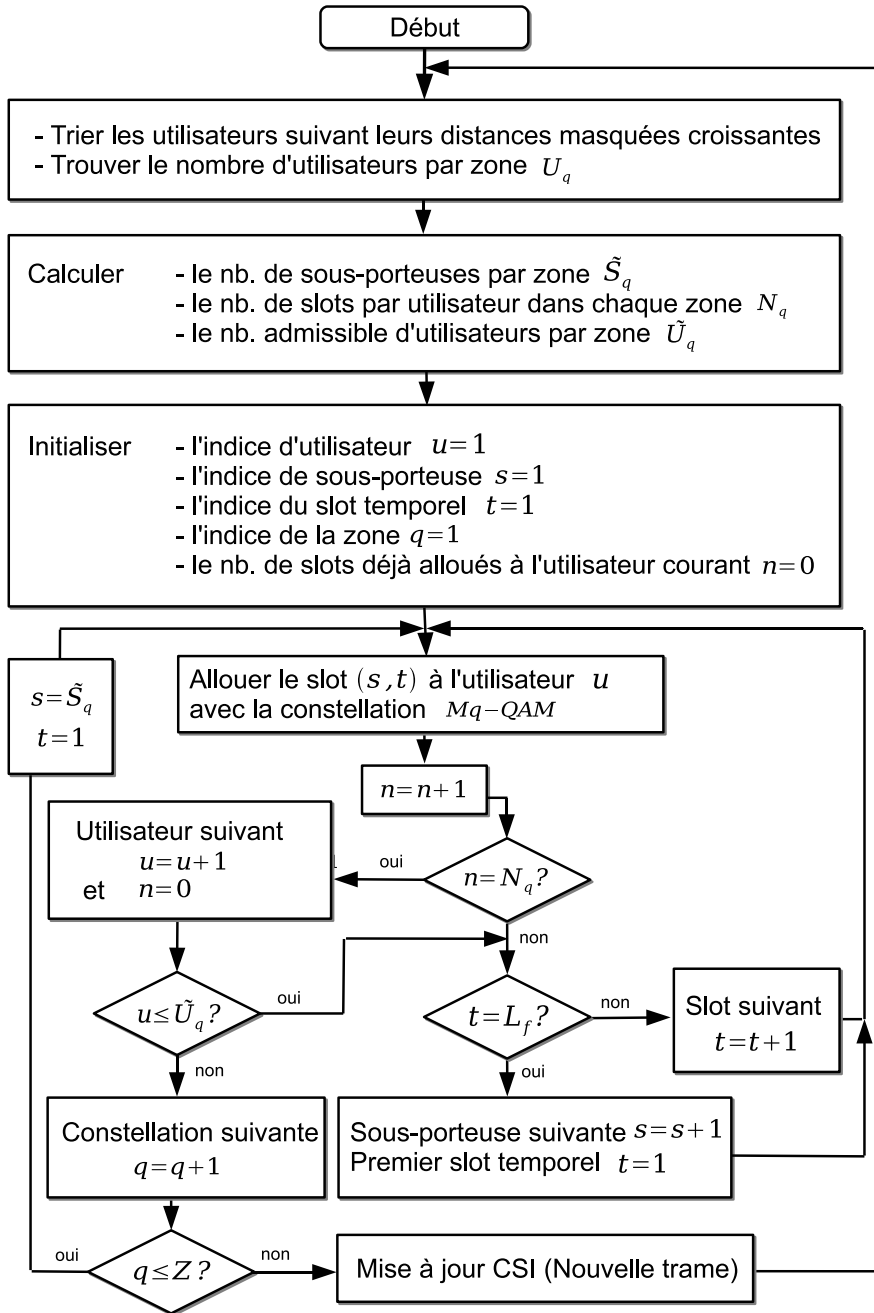 Début
- Trier les utilisateurs suivant leurs distances masquées croissantes
- Trouver le nombre d'utilisateurs par zone U_q
Calculer - le nb. de sous-porteuses par zone S̃_q
- le nb. de slots par utilisateur dans chaque zone N_q
- le nb. admissible d'utilisateurs par zone Ũ_q
Initialiser - l'indice d'utilisateur u=1
- l'indice de sous-porteuse s=1
- l'indice du slot temporel t=1
- l'indice de la zone q=1
- le nb. de slots déjà alloués à l'utilisateur courant n=0
s=S̃_q
t=1
Allouer le slot (s,t) à l'utilisateur u
avec la constellation Mq−QAM
n=n+1
Utilisateur suivant
u=u+1
et n=0
oui
n=N_q?
non
u≤Ũ_q?
oui
t=L_f?
non
Slot suivant
t=t+1
non
oui
Constellation suivante
q=q+1
Sous-porteuse suivante s=s+1
Premier slot temporel t=1
oui
q≤Z?
non
Mise à jour CSI (Nouvelle trame)